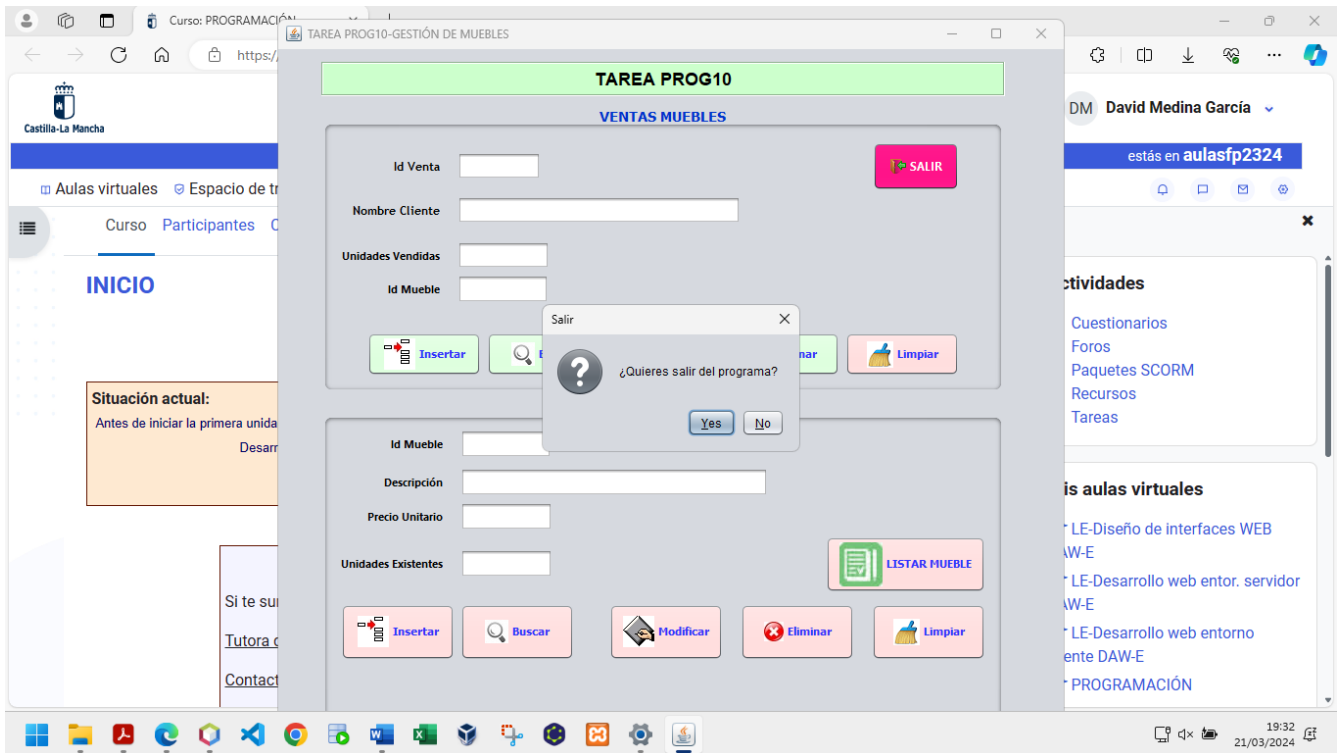 Curso: PROGRAMACIÓN
TAREA PROG10-GESTIÓN DE MUEBLES
https:/
TAREA PROG10
VENTAS MUEBLES
Castilla-La Mancha
DM David Medina García
estás en aulasfp2324
Aulas virtuales Espacio de
Curso Participantes
INICIO
Id Venta
SALIR
Nombre Cliente
Unidades Vendidas
Id Mueble
Salir
¿Quieres salir del programa?
Yes No
Insertar
Limpiar
Situación actual:
Antes de iniciar la primera unida
Desarr
Id Mueble
Descripción
Precio Unitario
Unidades Existentes
LISTAR MUEBLE
Insertar Buscar Modificar Eliminar Limpiar
Si te
Tutora
Contact
ctividades
Cuestionarios
Foros
Paquetes SCORM
Recursos
Tareas
is aulas virtuales
LE-Diseño de interfaces WEB
AW-E
LE-Desarrollo web entor. servidor
AW-E
LE-Desarrollo web entorno
ente DAW-E
PROGRAMACIÓN
19:32
21/03/2024